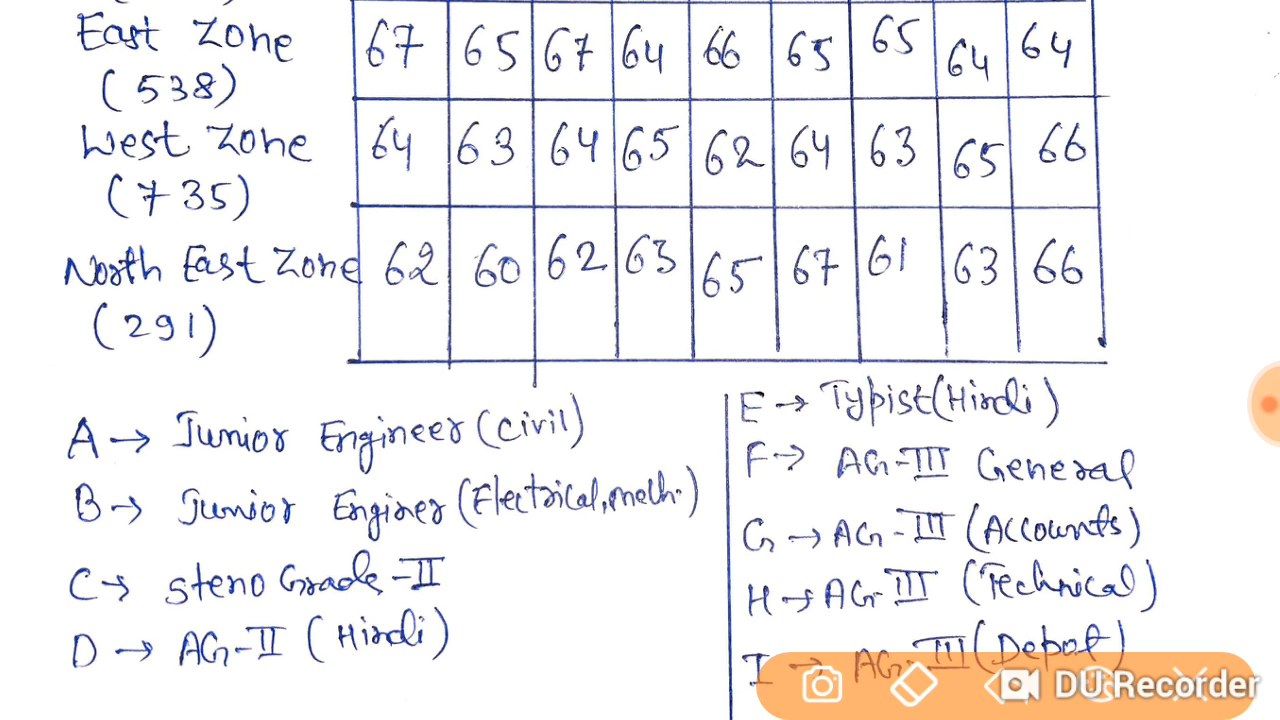 East Zone 67 65 67 64 66 65 65 64 64
(538)
West Zone 64 63 64 65 62 64 63 65 66
(735)
North East Zone 62 60 62 63 65 67 61 63 66
(291)
A → Junior Engineer (Civil)
B → Junior Enginer (Electrical, mech.)
C → Steno Grade-II
D → AG-II (Hindi)
E → Typist (Hindi)
F → AG-III General
G → AG-III (Accounts)
H → AG-III (Technical)
I → AG-III (Depot)
DU Recorder